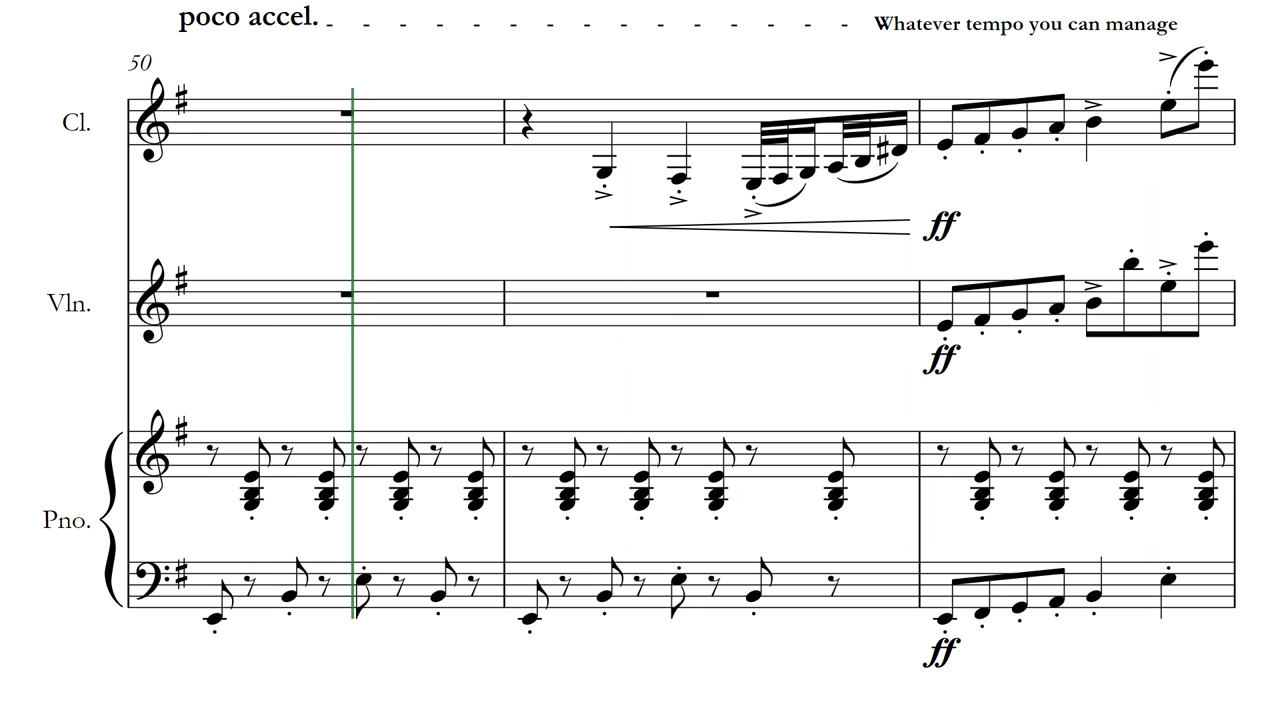 poco accel.
Whatever tempo you can manage
50
Cl.
ff
Vln.
ff
Pno.
ff